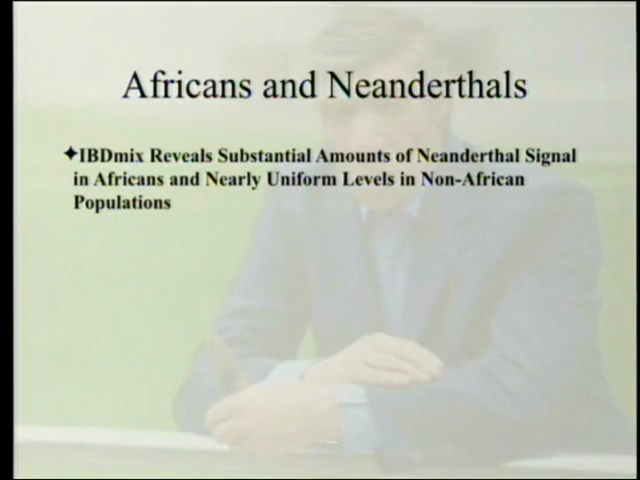 Africans and Neanderthals
✦IBDmix Reveals Substantial Amounts of Neanderthal Signal
in Africans and Nearly Uniform Levels in Non-African
Populations